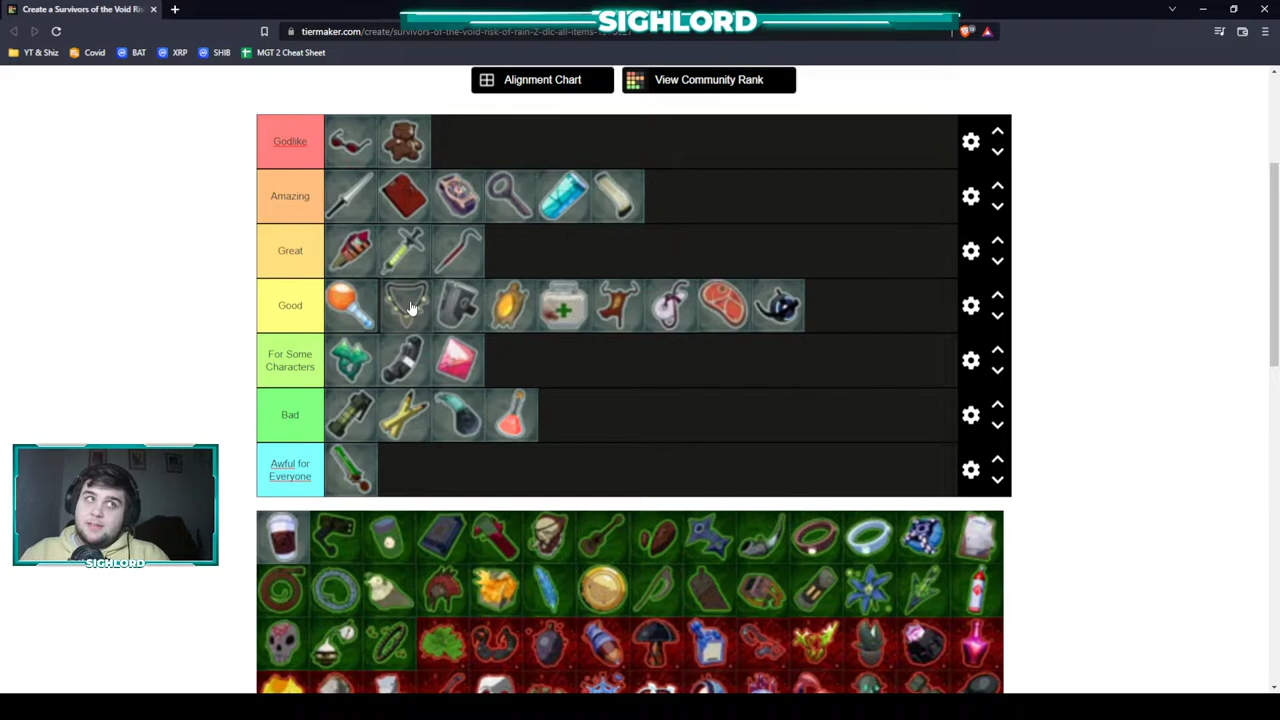 Create a Survivors of the Void Ris
SIGHLORD
tiermaker.com/create/survivors-of-the-void-risk-of-rain-2-dlc-all-items-
YT & Shiz
Covid
BAT
XRP
SHIB
MGT 2 Cheat Sheet
Alignment Chart
View Community Rank
Godlike
Amazing
Great
Good
For Some
Characters
Bad
Awful for
Everyone
SIGHLORD